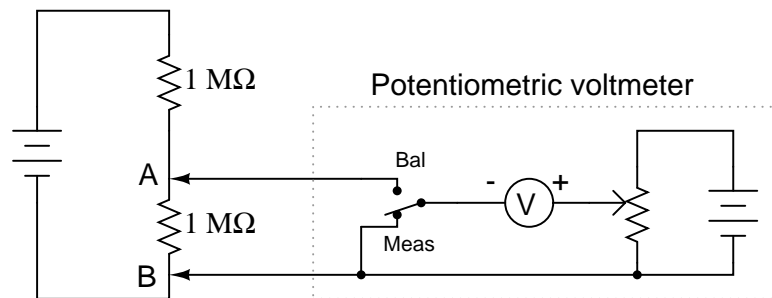 1 MΩ
Potentiometric voltmeter
A
Bal
- V +
1 MΩ
Meas
B